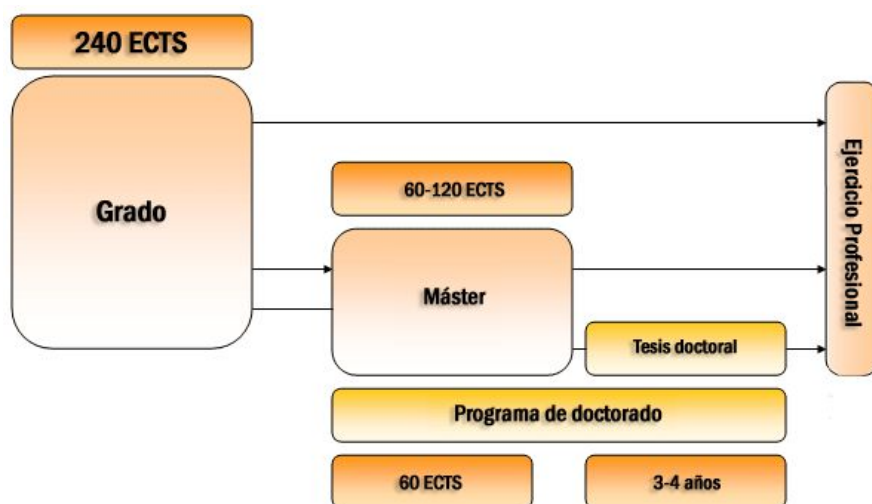 240 ECTS
Grado
60-120 ECTS
Máster
Tesis doctoral
Ejercicio Profesional
Programa de doctorado
60 ECTS
3-4 años